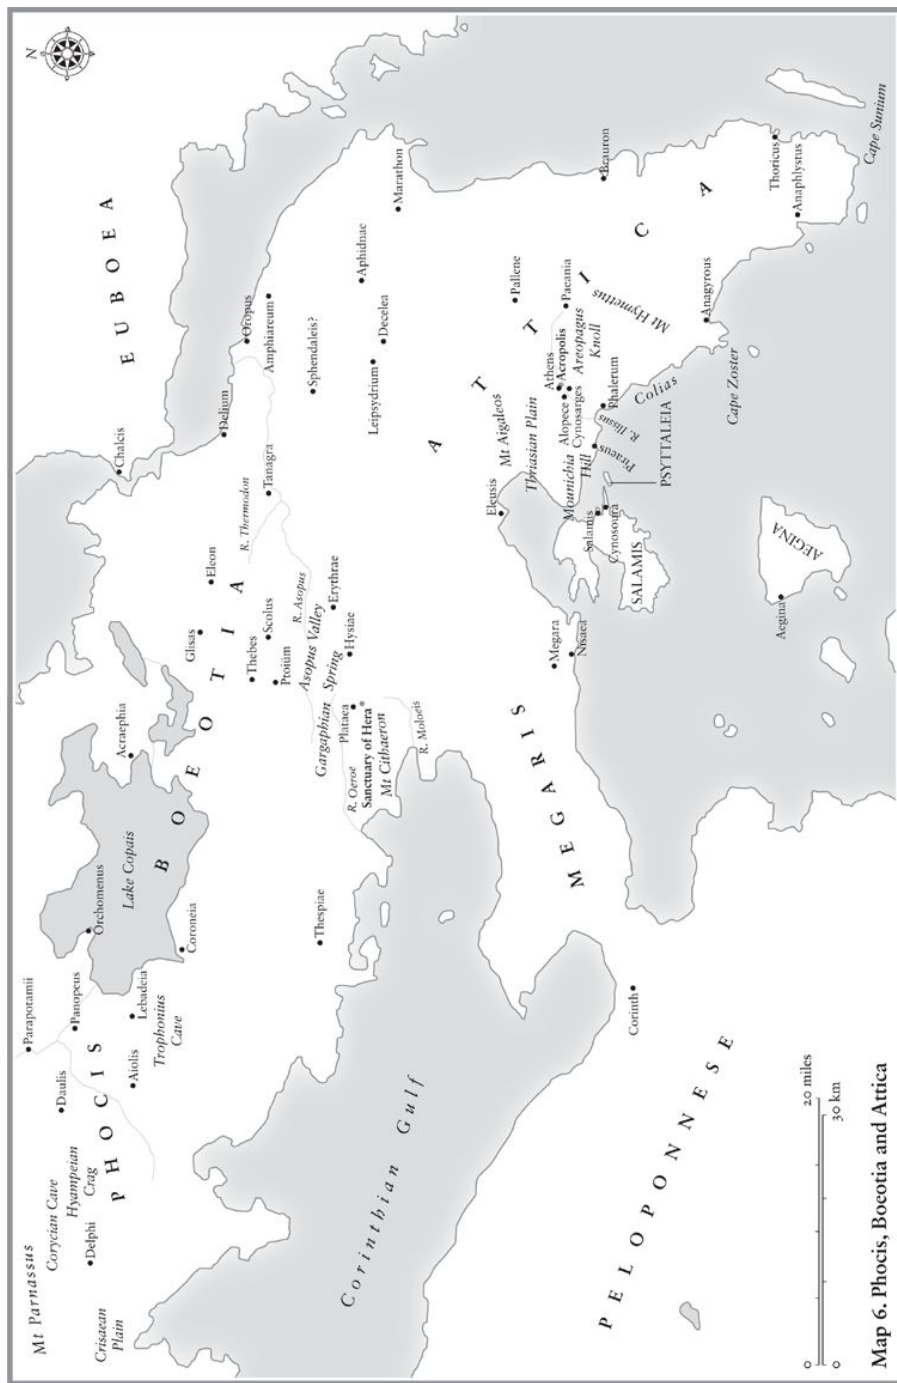 N
Mt Parnassus
Parapotamii
Corycian Cave
Daulis
Hyampeian
Crag
Panopeus
Delphi
Orchomenus
PHOCIS
Crisaean
Plain
EUBOEA
Chalcis
Aiolis
Lebadeia
Lake Copais
Acraephia
Trophonius
Cave
Coroneia
BOEOTIA
Glisas
Eleon
Delium
Oropus
R. Thermodon
Thebes
Scolus
Tanagra
Amphiareum
Ptoiüm
R. Asopus
Asopus Valley
Sphendaleis?
Thespiae
Gargaphian
Spring
Erythrae
Hysiae
Plataea
R. Oeroe
Sanctuary of Hera
Mt Cithaeron
Aphidnae
Leipsydrium
Decelea
Marathon
R. Moloeis
Corinthian Gulf
ATTICA
Eleusis
Mt Aigaleos
Pallene
Thriasian Plain
MEGARIS
Megara
Nisaea
Athens
Acropolis
Paeania
Alopece
Cynosarges
Areopagus
Knoll
Mounichia
Hill
Brauron
Salamis
Cynosoura
Piraeus
R. Ilissus
Phalerum
Mt Hymettus
Colias
SALAMIS
PSYTTALEIA
Corinth
Anagyrous
Cape Zoster
PELOPONNESE
Aegina
AEGINA
Thoricus
Anaphlystus
Cape Sunium
0 20 miles
0 30 km
Map 6. Phocis, Boeotia and Attica